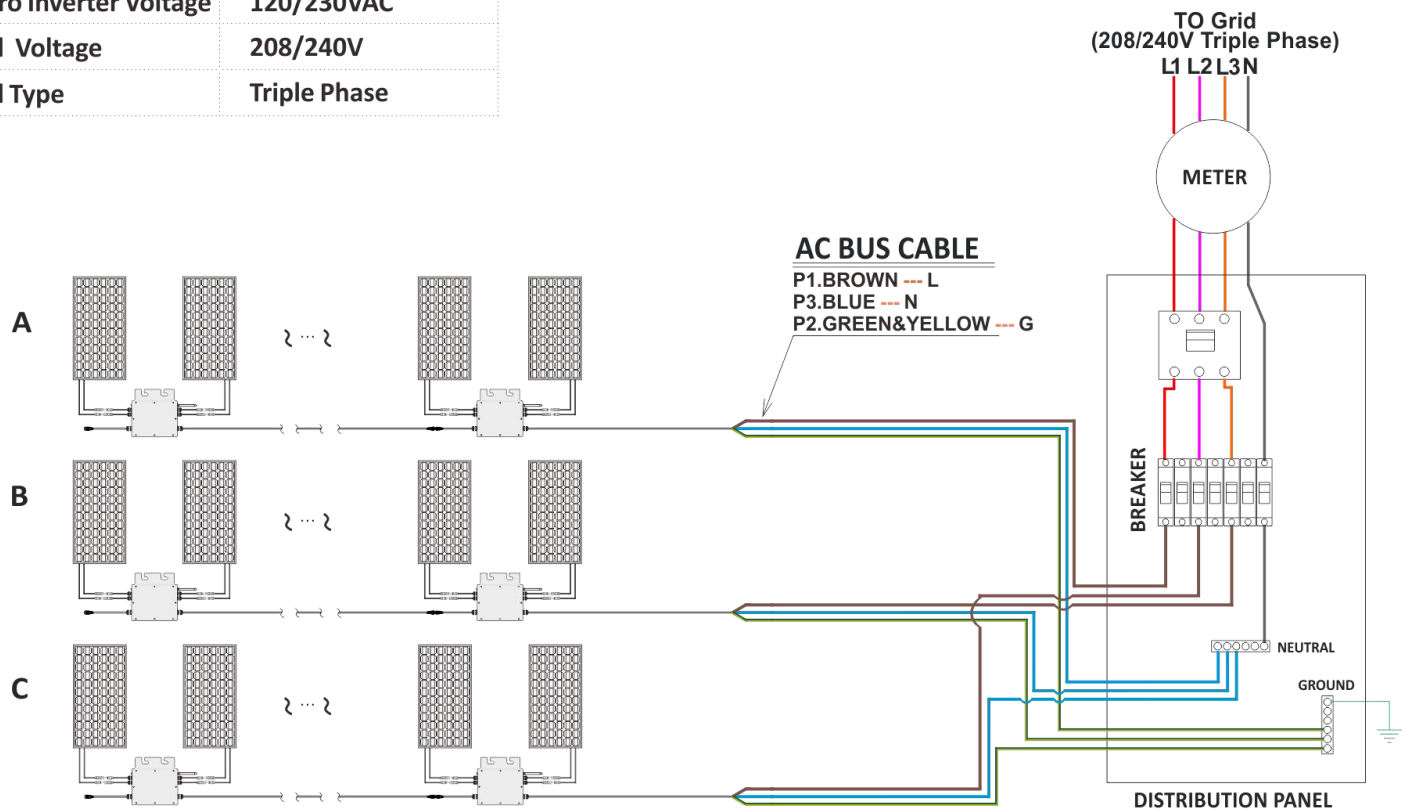 Inverter Voltage 120/230VAC
Voltage 208/240V
Type Triple Phase
TO Grid
(208/240V Triple Phase)
L1 L2 L3 N
METER
AC BUS CABLE
P1.BROWN --- L
P3.BLUE --- N
P2.GREEN&YELLOW --- G
A
B
C
BREAKER
NEUTRAL
GROUND
DISTRIBUTION PANEL